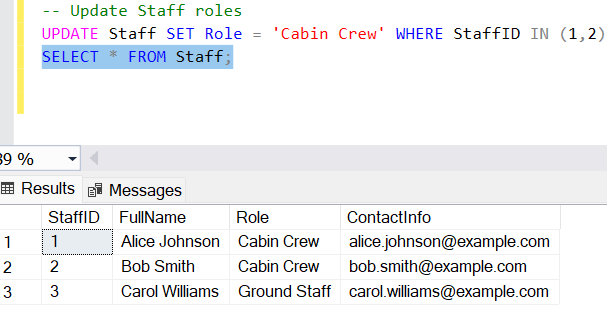 -- Update Staff roles
UPDATE Staff SET Role = 'Cabin Crew' WHERE StaffID IN (1,2)
SELECT * FROM Staff;
39 %
Results Messages
StaffID FullName Role ContactInfo
1 1 Alice Johnson Cabin Crew alice.johnson@example.com
2 2 Bob Smith Cabin Crew bob.smith@example.com
3 3 Carol Williams Ground Staff carol.williams@example.com